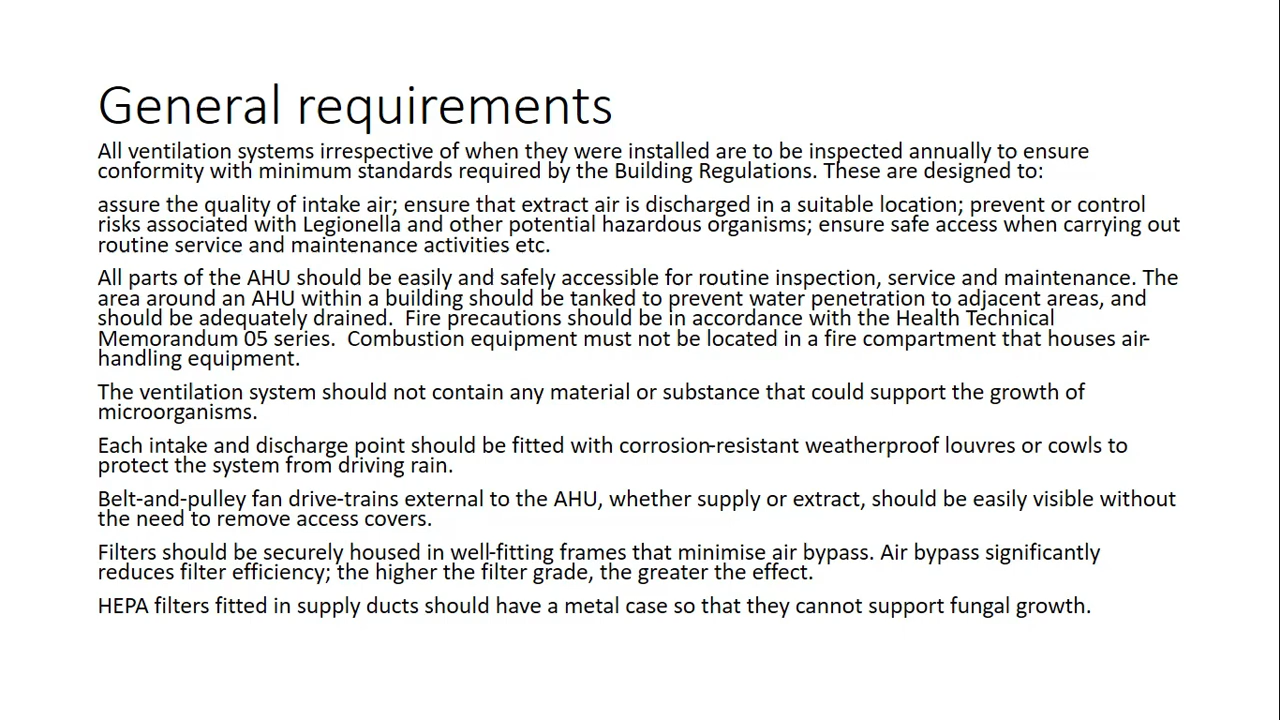 General requirements
All ventilation systems irrespective of when they were installed are to be inspected annually to ensure
conformity with minimum standards required by the Building Regulations. These are designed to:
assure the quality of intake air; ensure that extract air is discharged in a suitable location; prevent or control
risks associated with Legionella and other potential hazardous organisms; ensure safe access when carrying out
routine service and maintenance activities etc.
All parts of the AHU should be easily and safely accessible for routine inspection, service and maintenance. The
area around an AHU within a building should be tanked to prevent water penetration to adjacent areas, and
should be adequately drained.  Fire precautions should be in accordance with the Health Technical
Memorandum 05 series.  Combustion equipment must not be located in a fire compartment that houses air-
handling equipment.
The ventilation system should not contain any material or substance that could support the growth of
microorganisms.
Each intake and discharge point should be fitted with corrosion-resistant weatherproof louvres or cowls to
protect the system from driving rain.
Belt-and-pulley fan drive-trains external to the AHU, whether supply or extract, should be easily visible without
the need to remove access covers.
Filters should be securely housed in well-fitting frames that minimise air bypass. Air bypass significantly
reduces filter efficiency; the higher the filter grade, the greater the effect.
HEPA filters fitted in supply ducts should have a metal case so that they cannot support fungal growth.